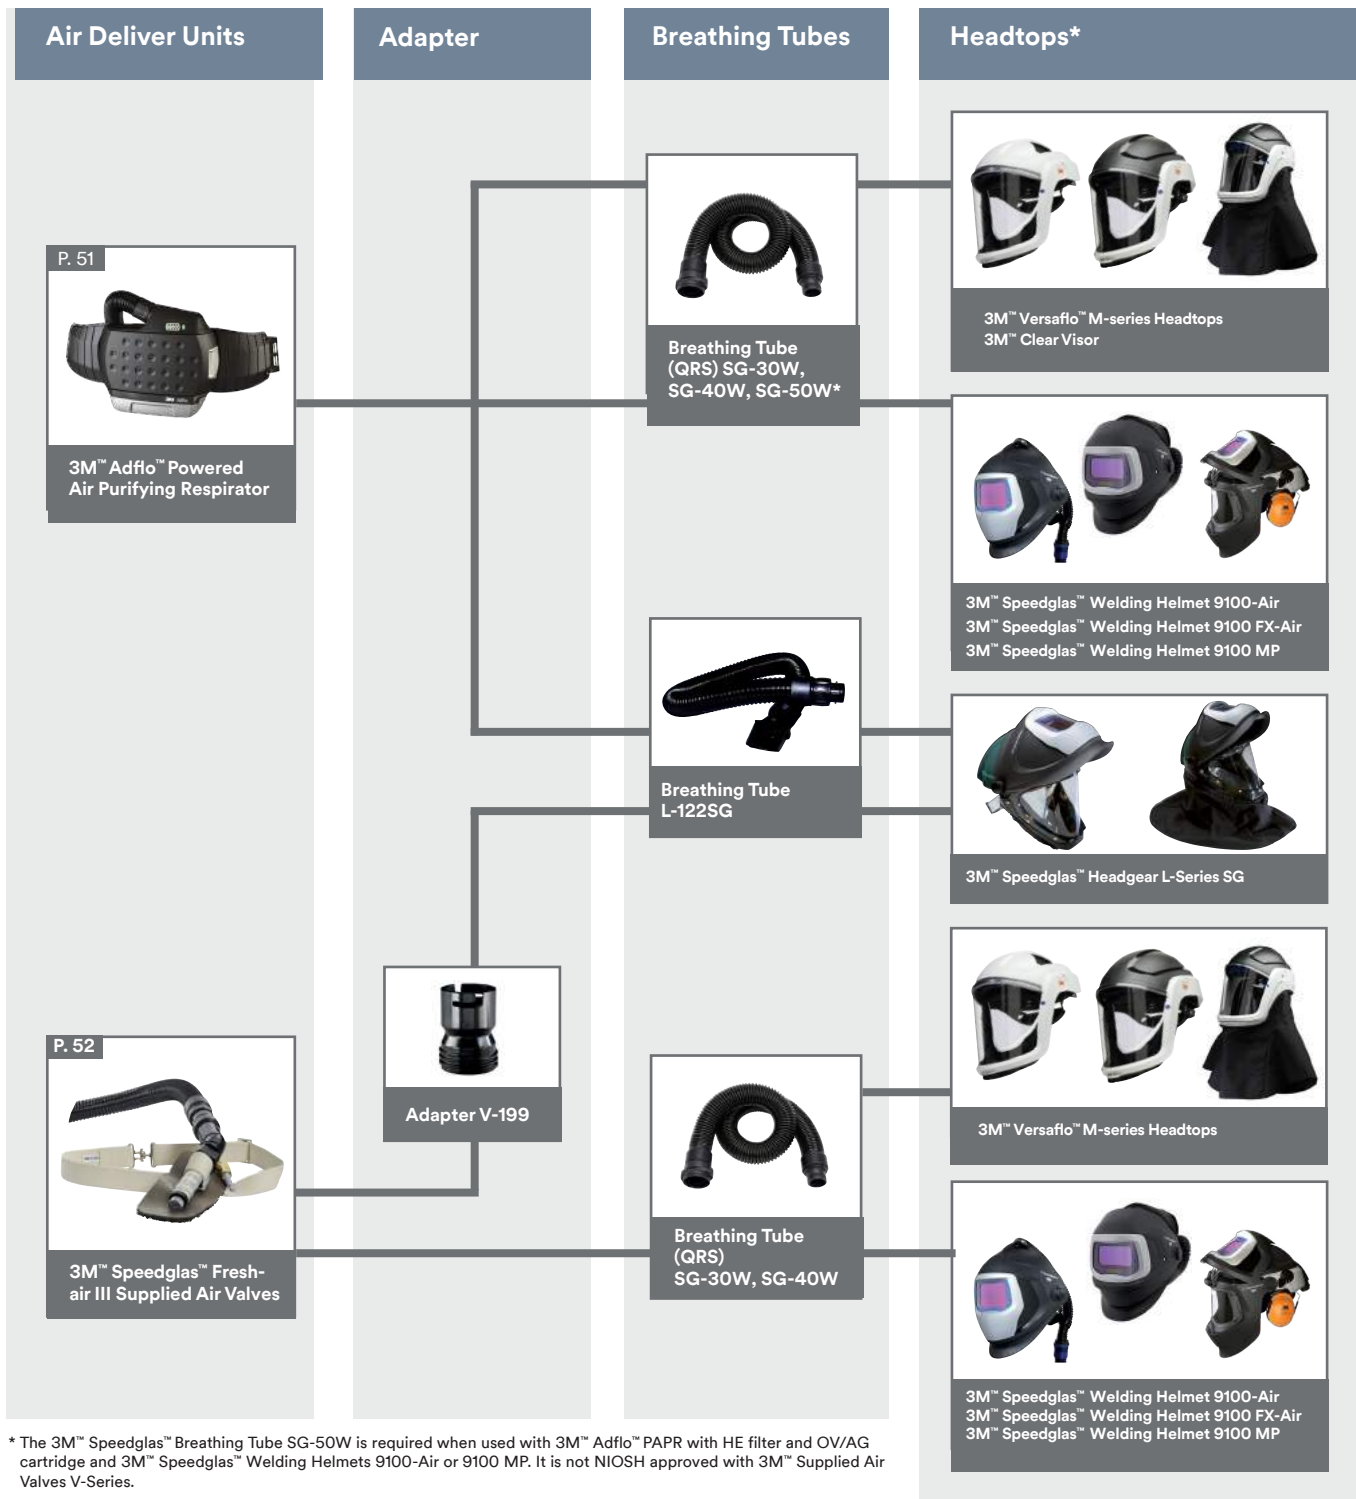 Air Deliver Units
Adapter
Breathing Tubes
Headtops*
P. 51
3M™ Adflo™ Powered
Air Purifying Respirator
Breathing Tube
(QRS) SG-30W,
SG-40W, SG-50W*
3M™ Versaflo™ M-series Headtops
3M™ Clear Visor
3M™ Speedglas™ Welding Helmet 9100-Air
3M™ Speedglas™ Welding Helmet 9100 FX-Air
3M™ Speedglas™ Welding Helmet 9100 MP
Breathing Tube
L-122SG
3M™ Speedglas™ Headgear L-Series SG
P. 52
3M™ Speedglas™ Fresh-
air III Supplied Air Valves
Adapter V-199
Breathing Tube
(QRS)
SG-30W, SG-40W
3M™ Versaflo™ M-series Headtops
3M™ Speedglas™ Welding Helmet 9100-Air
3M™ Speedglas™ Welding Helmet 9100 FX-Air
3M™ Speedglas™ Welding Helmet 9100 MP
* The 3M™ Speedglas™ Breathing Tube SG-50W is required when used with 3M™ Adflo™ PAPR with HE filter and OV/AG
cartridge and 3M™ Speedglas™ Welding Helmets 9100-Air or 9100 MP. It is not NIOSH approved with 3M™ Supplied Air
Valves V-Series.